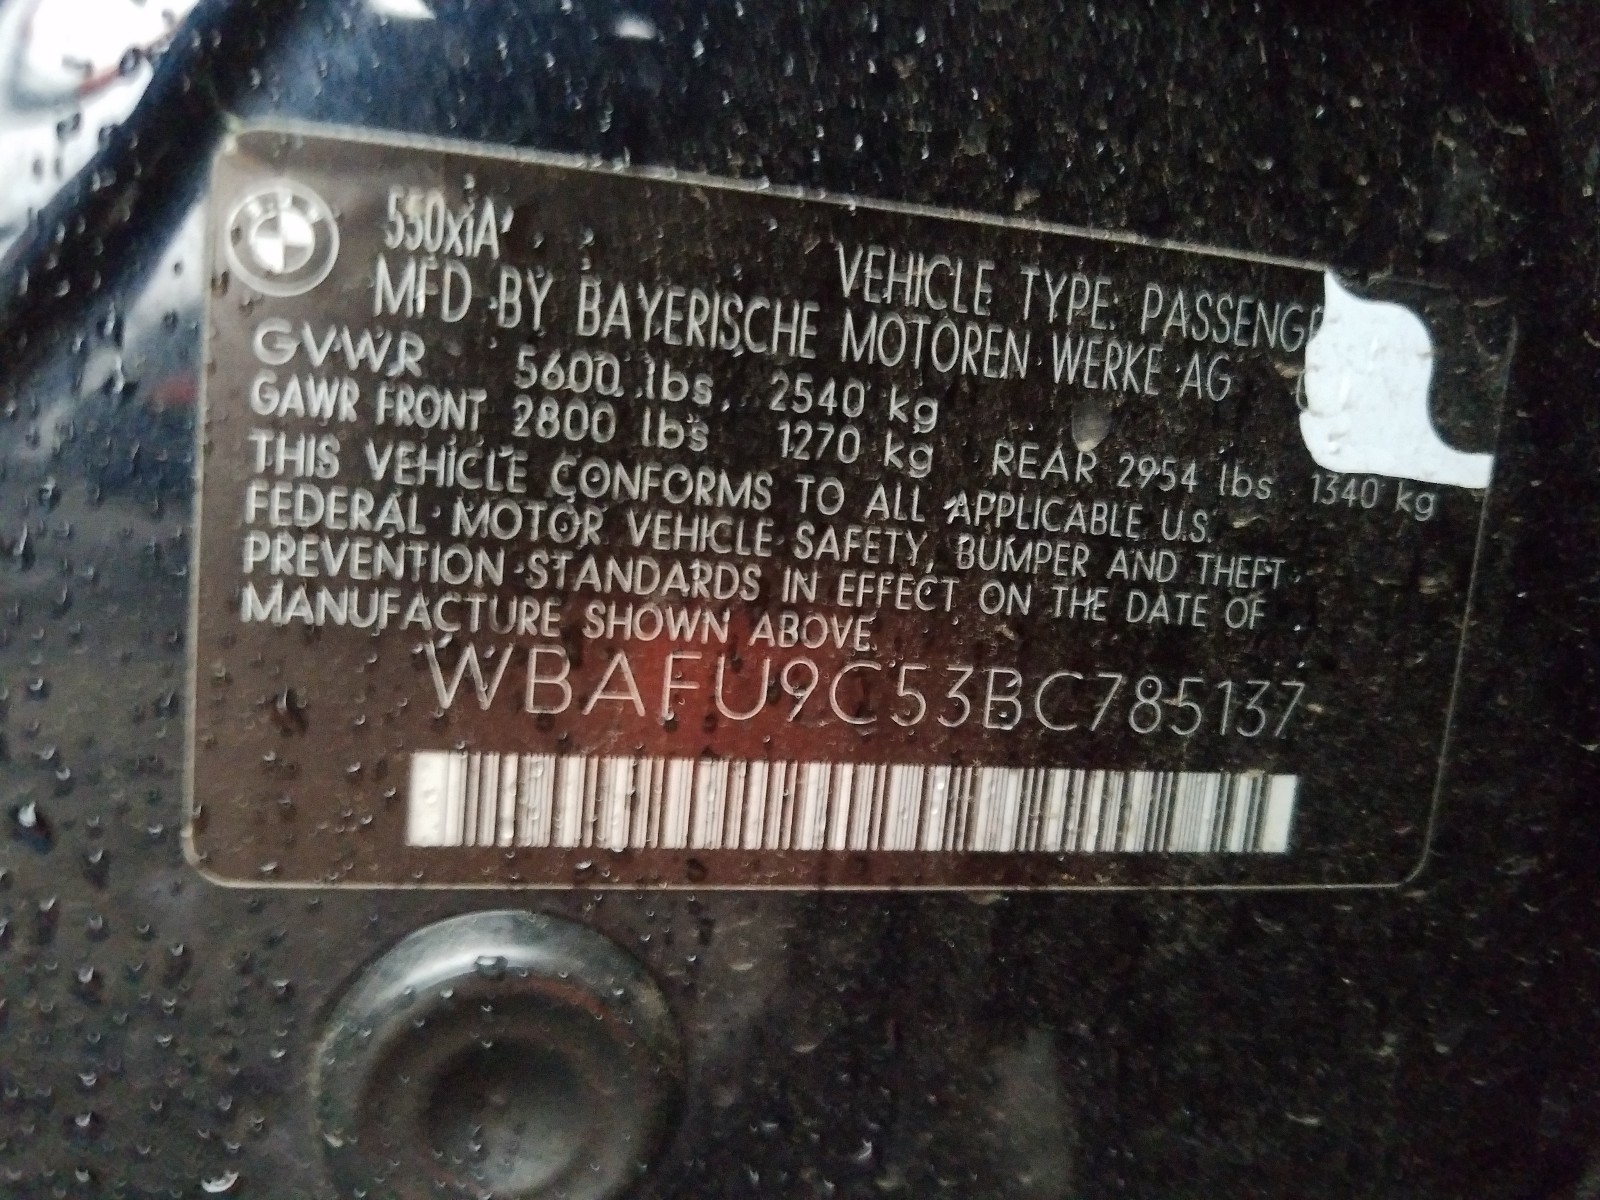 550xiA
VEHICLE TYPE: PASSENGE
MFD BY BAYERISCHE MOTOREN WERKE AG
GVWR 5600 lbs, 2540 kg
GAWR FRONT 2800 lbs 1270 kg REAR 2954 lbs 1340 kg
THIS VEHICLE CONFORMS TO ALL APPLICABLE U.S.
FEDERAL MOTOR VEHICLE SAFETY, BUMPER AND THEFT
PREVENTION STANDARDS IN EFFECT ON THE DATE OF
MANUFACTURE SHOWN ABOVE.
WBAFU9C53BC785137